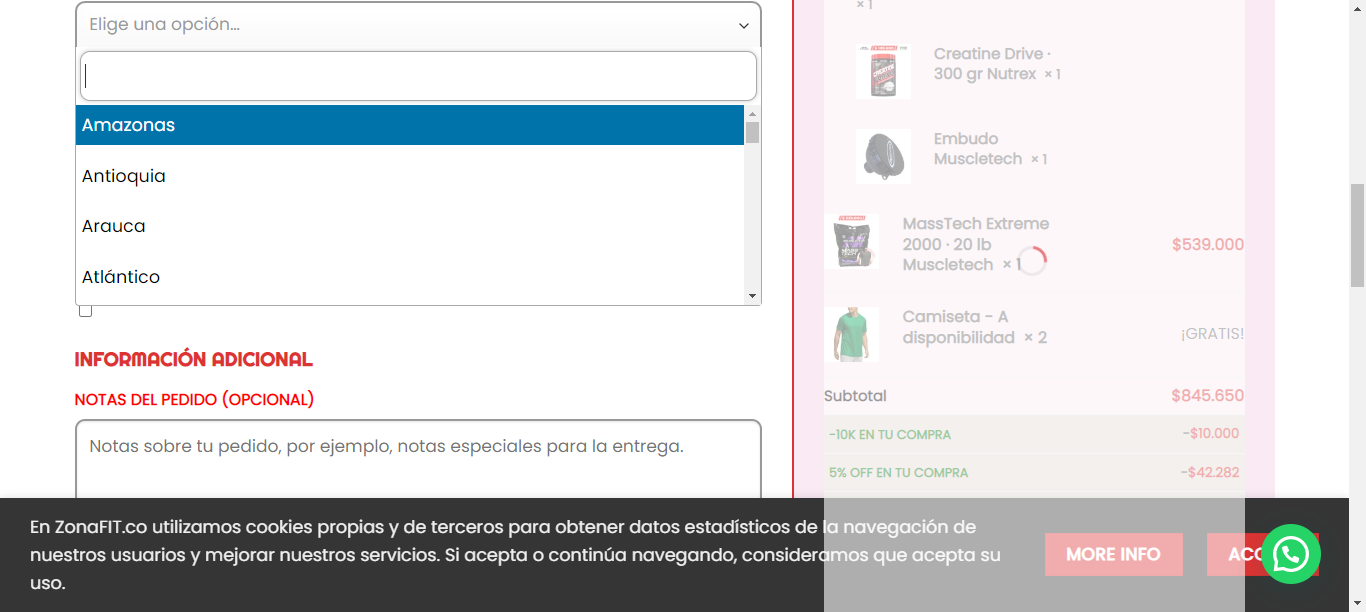 Elige una opción...
Amazonas
Antioquia
Arauca
Atlántico
INFORMACIÓN ADICIONAL
NOTAS DEL PEDIDO (OPCIONAL)
Notas sobre tu pedido, por ejemplo, notas especiales para la entrega.
× 1
Creatine Drive ·
300 gr Nutrex × 1
Embudo
Muscletech × 1
MassTech Extreme
2000 · 20 lb
Muscletech × 1
$539.000
Camiseta - A
disponibilidad × 2
¡GRATIS!
Subtotal $845.650
-10K EN TU COMPRA -$10.000
5% OFF EN TU COMPRA -$42.282
En ZonaFIT.co utilizamos cookies propias y de terceros para obtener datos estadísticos de la navegación de
nuestros usuarios y mejorar nuestros servicios. Si acepta o continúa navegando, consideramos que acepta su
uso.
MORE INFO